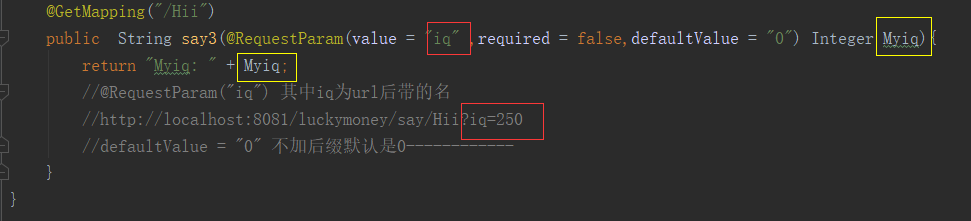 @GetMapping("/Hii")
public String say3(@RequestParam(value = "iq" ,required = false,defaultValue = "0") Integer Myiq){
return "Myiq: " + Myiq;
//@RequestParam("iq") 其中iq为url后带的名
//http://localhost:8081/luckymoney/say/Hii?iq=250
//defaultValue = "0" 不加后缀默认是0------------
}
}